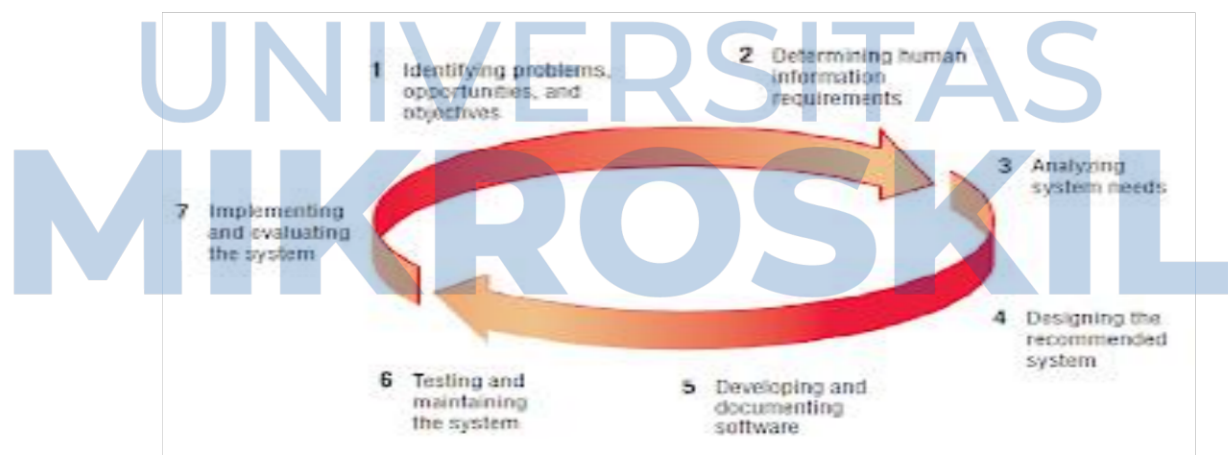 UNIVERSITAS
MIKROSKIL
1 Identifying problems,
opportunities, and
objectives
2 Determining human
information
requirements
3 Analyzing
system needs
4 Designing the
recommended
system
5 Developing and
documenting
software
6 Testing and
maintaining
the system
7 Implementing
and evaluating
the system